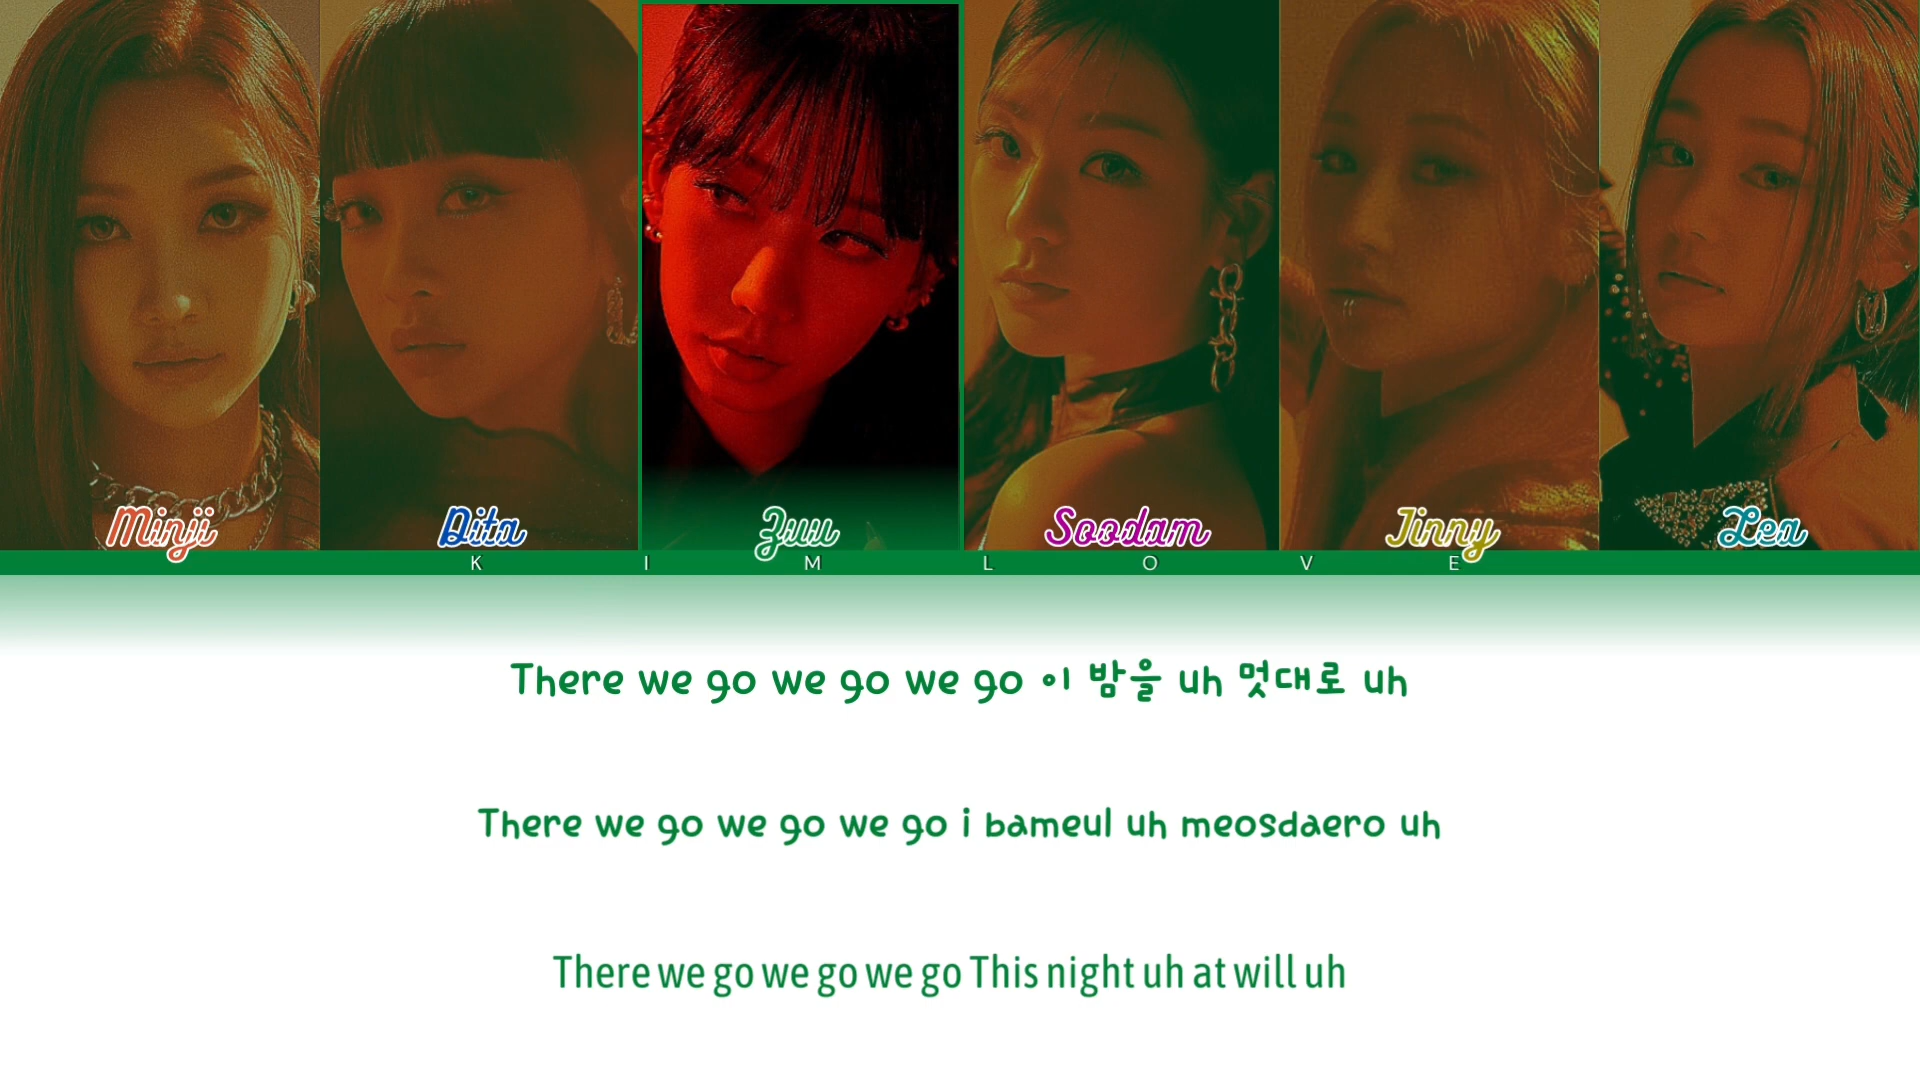 Minji Dita Zuu Soodam Jinny Lea
K I M L O V E
There we go we go we go 이 밤을 uh 멋대로 uh
There we go we go we go i bameul uh meosdaero uh
There we go we go we go This night uh at will uh